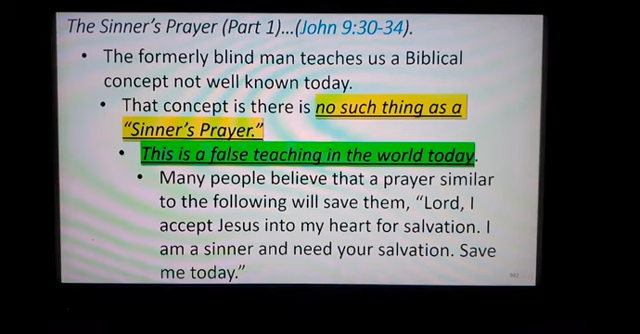 The Sinner's Prayer (Part 1)...(John 9:30-34).
• The formerly blind man teaches us a Biblical
concept not well known today.
• That concept is there is no such thing as a
"Sinner's Prayer."
• This is a false teaching in the world today.
• Many people believe that a prayer similar
to the following will save them, "Lord, I
accept Jesus into my heart for salvation. I
am a sinner and need your salvation. Save
me today."